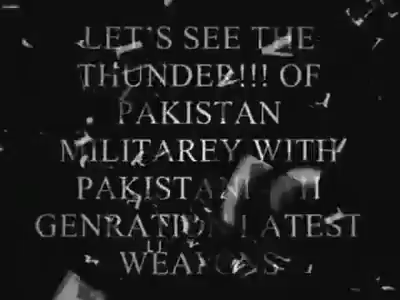 LET'S SEE THE
THUNDER!!! OF
PAKISTAN
MILITAREY WITH
PAKISTANI
GENRATION LATEST
WEAPONS